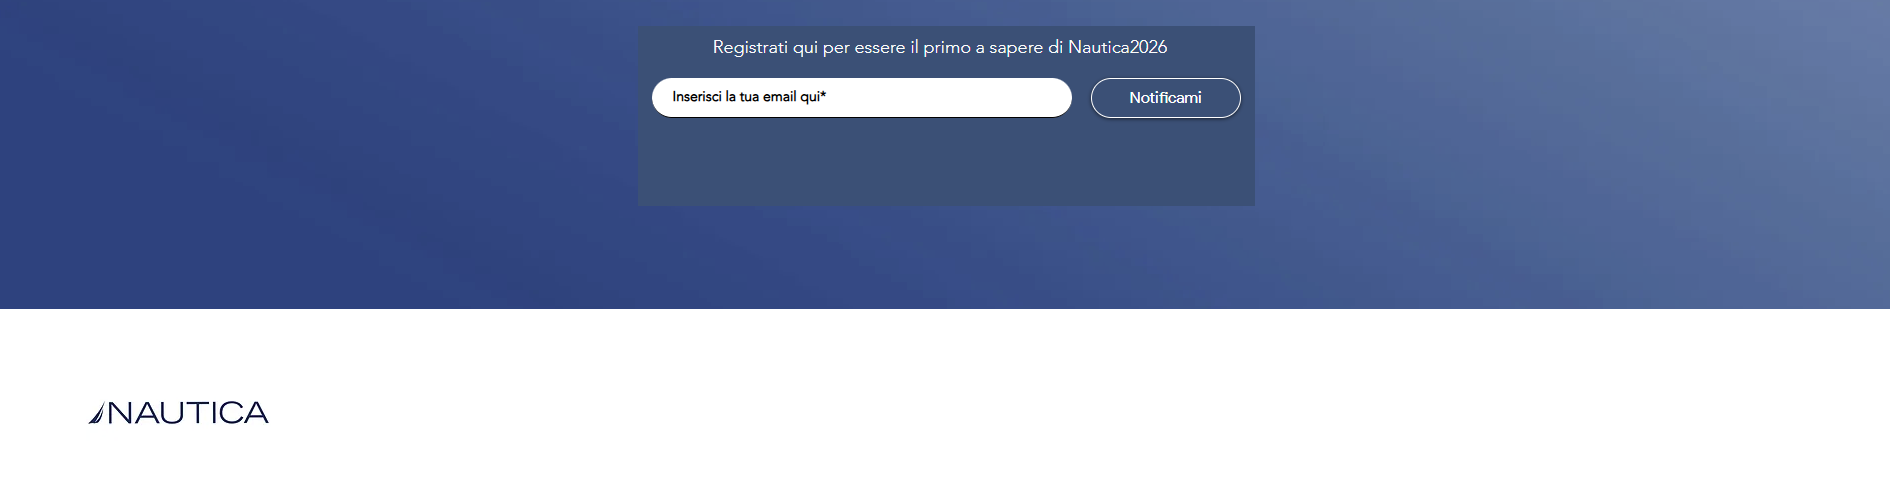 Registrati qui per essere il primo a sapere di Nautica2026
Inserisci la tua email qui*
Notificami
NAUTICA